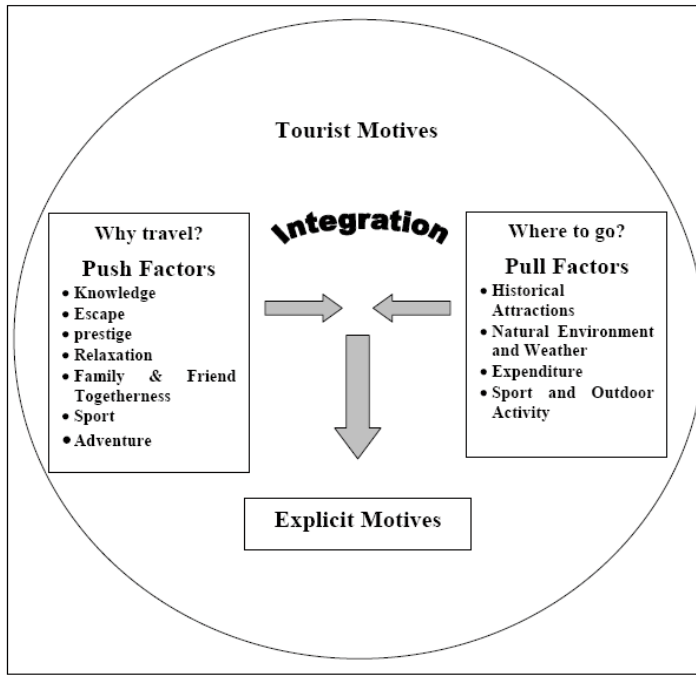 Tourist Motives
Integration
Why travel?
Push Factors
• Knowledge
• Escape
• prestige
• Relaxation
• Family & Friend
Togetherness
• Sport
• Adventure
Where to go?
Pull Factors
• Historical
Attractions
• Natural Environment
and Weather
• Expenditure
• Sport and Outdoor
Activity
Explicit Motives